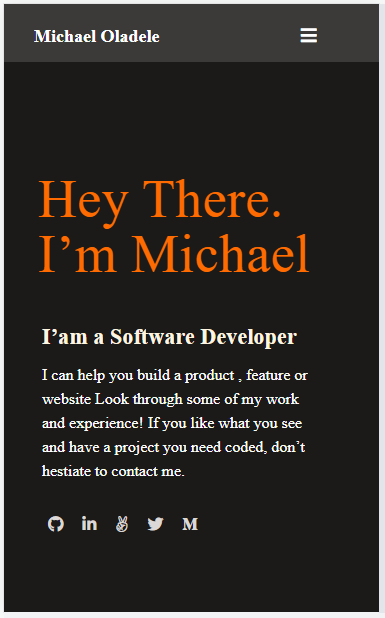 Michael Oladele
Hey There.
I’m Michael
I’am a Software Developer
I can help you build a product , feature or
website Look through some of my work
and experience! If you like what you see
and have a project you need coded, don’t
hestiate to contact me.